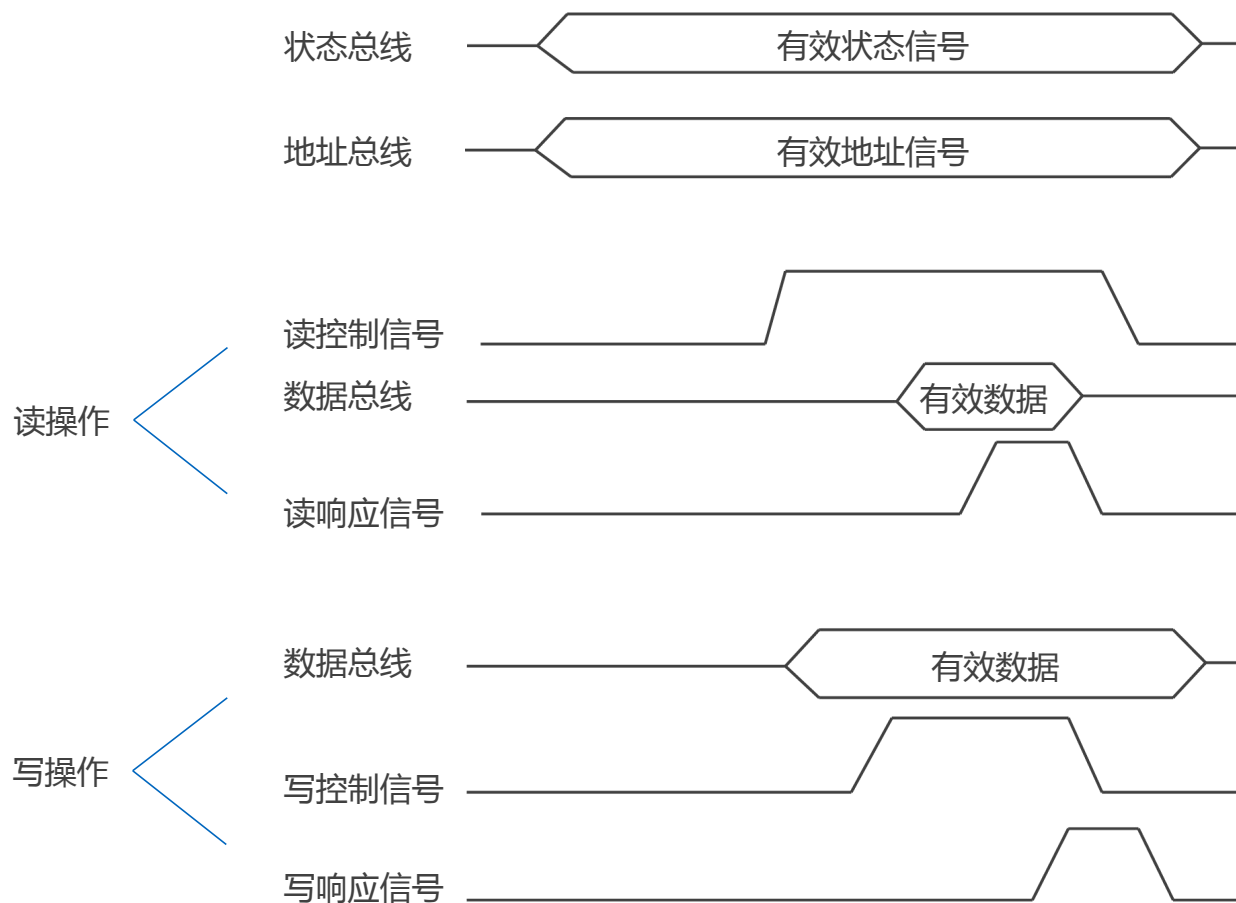 状态总线
有效状态信号
地址总线
有效地址信号
读操作
读控制信号
数据总线
有效数据
读响应信号
写操作
数据总线
有效数据
写控制信号
写响应信号